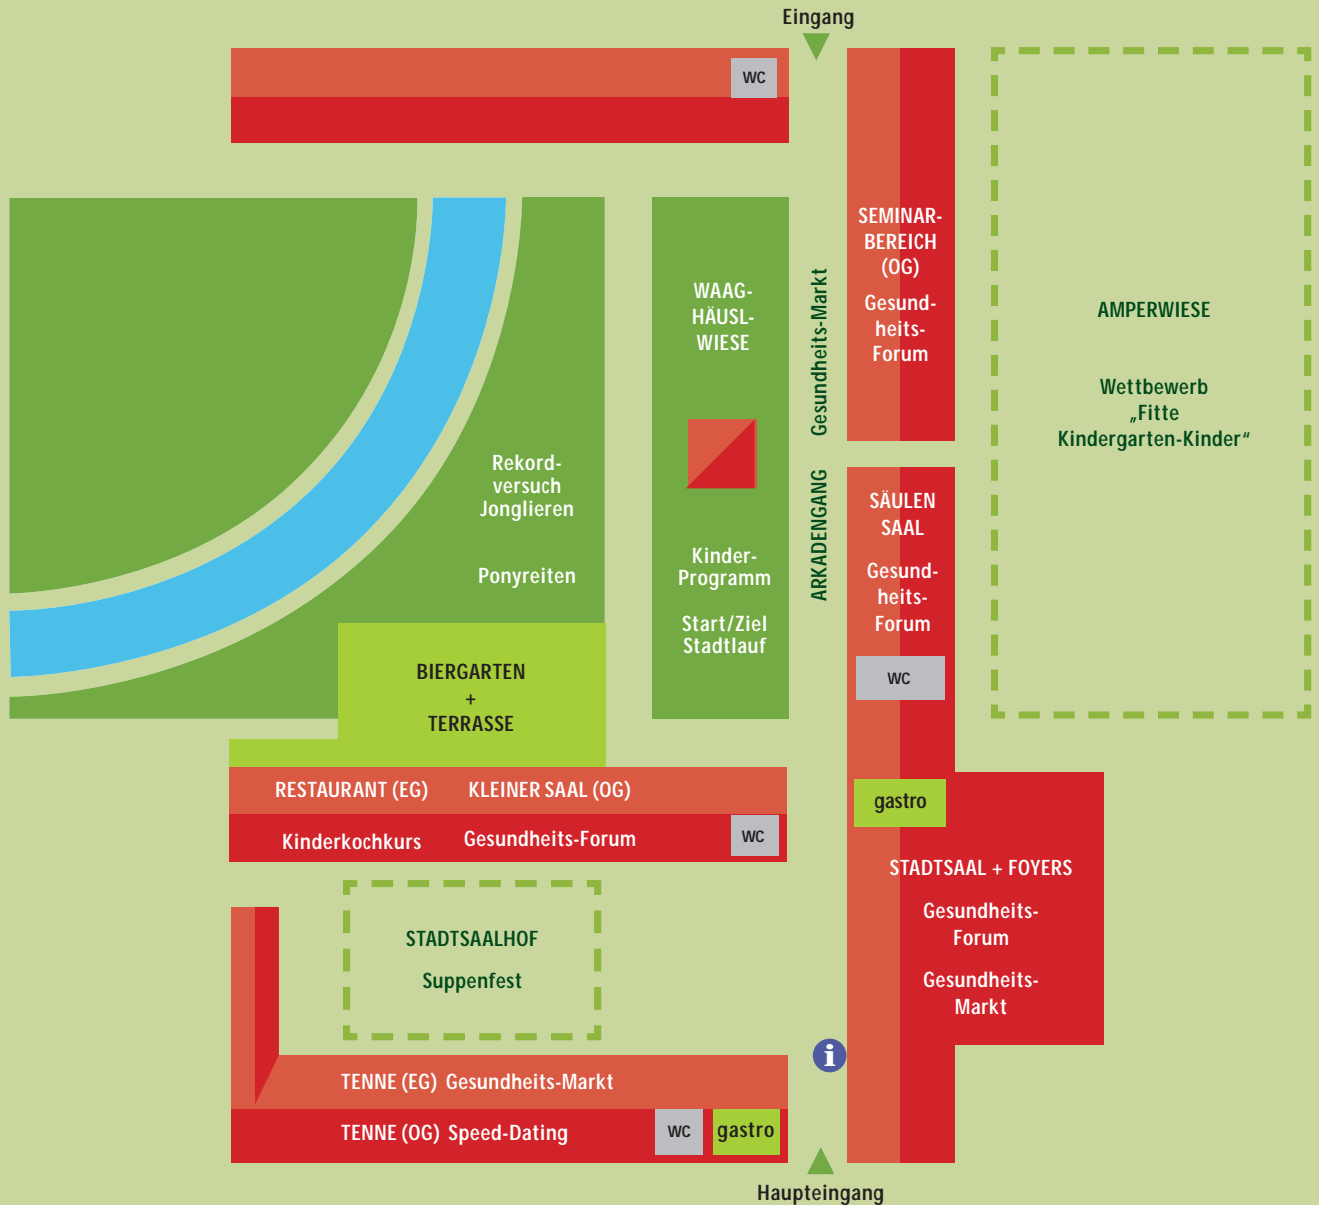 Eingang
WC
SEMINAR-
BEREICH
(OG)
Gesund-
heits-
Forum
WAAG-
HÄUSL-
WIESE
Kinder-
Programm
Start/Ziel
Stadtlauf
Gesundheits-Markt
ARKADENGANG
AMPERWIESE
Wettbewerb
„Fitte
Kindergarten-Kinder“
Rekord-
versuch
Jonglieren
Ponyreiten
SÄULEN
SAAL
Gesund-
heits-
Forum
WC
BIERGARTEN
+
TERRASSE
RESTAURANT (EG) KLEINER SAAL (OG)
Kinderkochkurs Gesundheits-Forum
WC
gastro
STADTSAAL + FOYERS
Gesundheits-
Forum
Gesundheits-
Markt
STADTSAALHOF
Suppenfest
i
TENNE (EG) Gesundheits-Markt
TENNE (OG) Speed-Dating
WC
gastro
Haupteingang